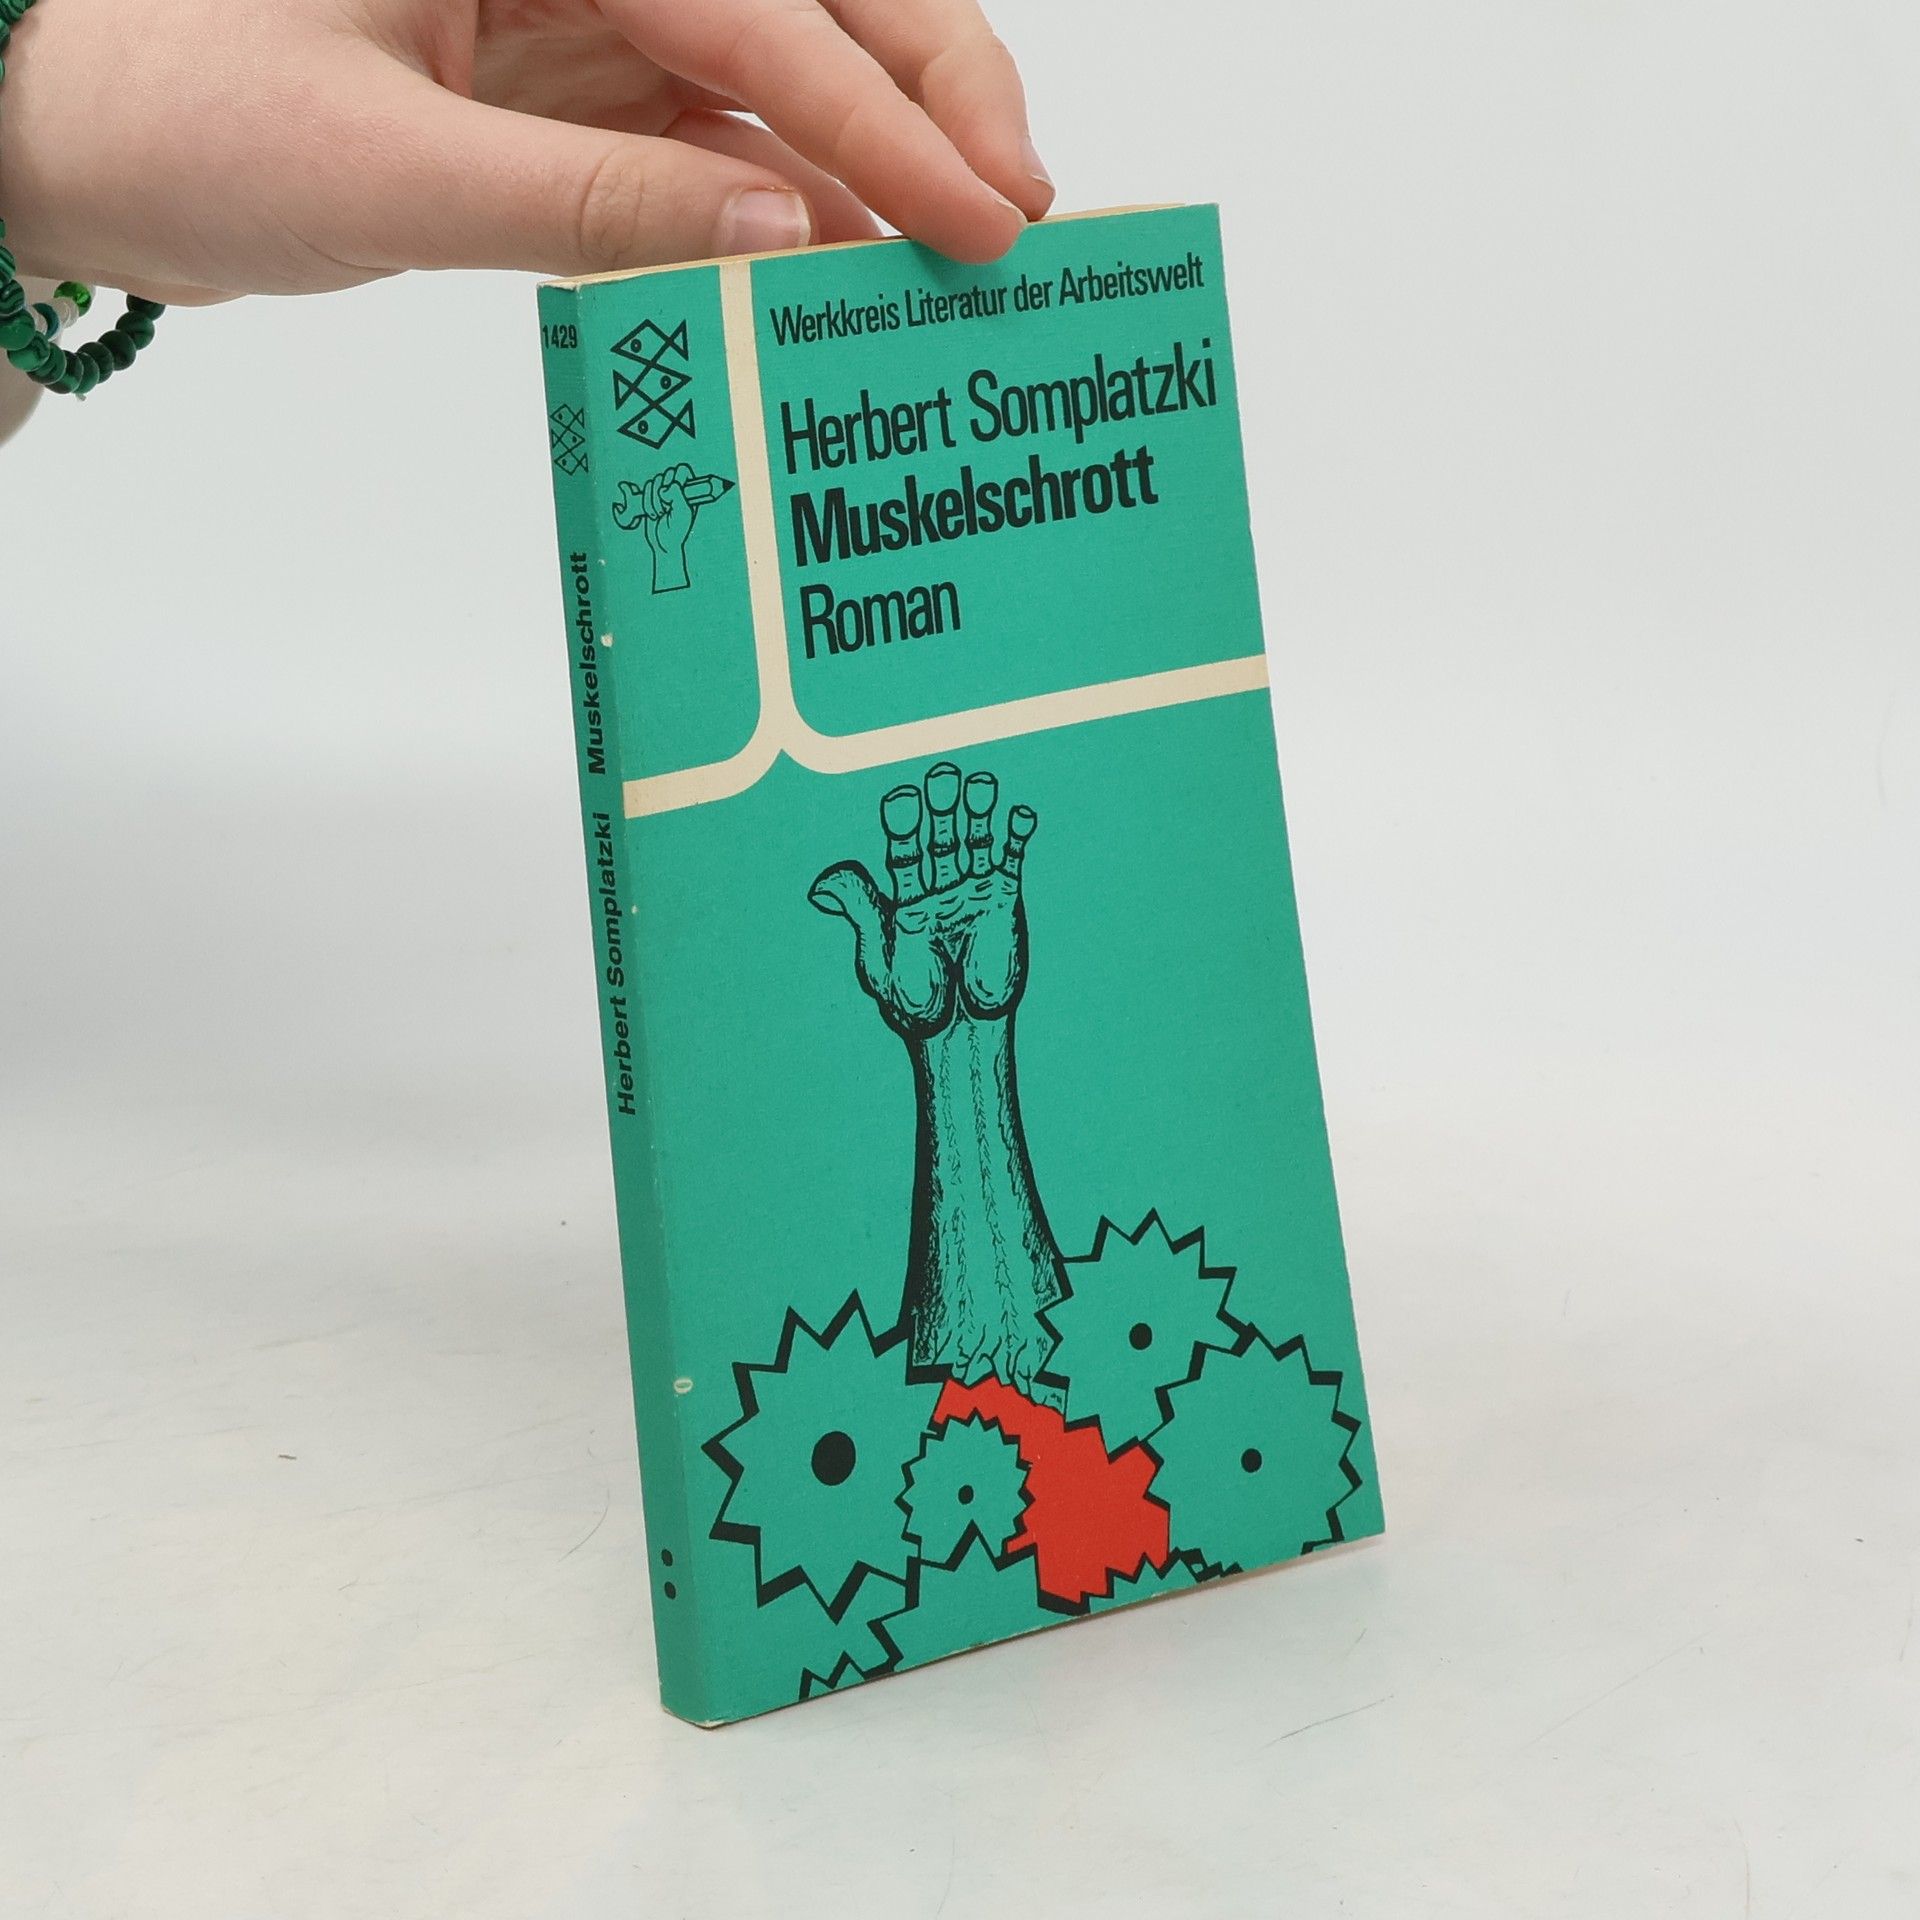 Werkkreis Literatur der Arbeitswelt
Herbert Somplatzki
Muskelschrott
Roman
1429
Herbert Somplatzki Muskelschrott